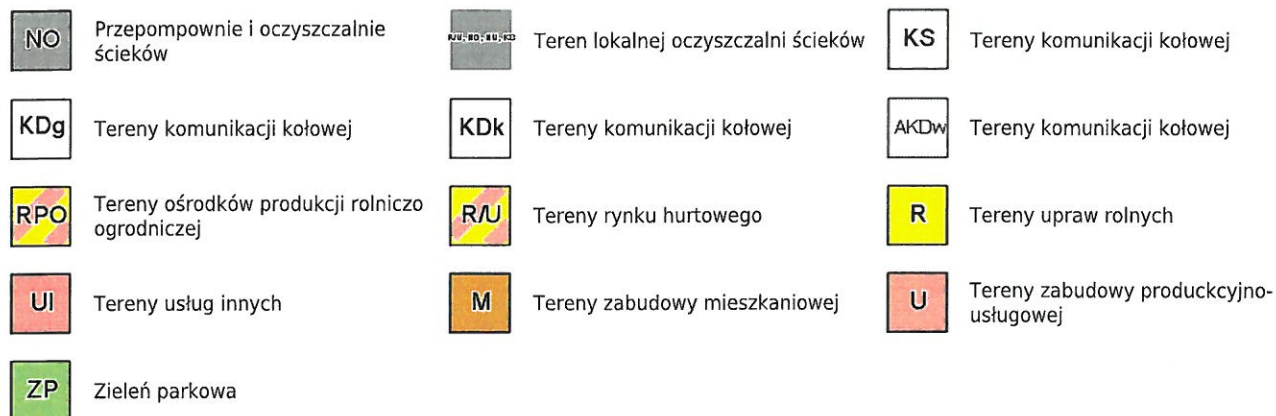 NO Przepompownie i oczyszczalnie
ścieków
Teren lokalnej oczyszczalni ścieków
KS Tereny komunikacji kołowej
KDg Tereny komunikacji kołowej
KDk Tereny komunikacji kołowej
AKDw Tereny komunikacji kołowej
RPO Tereny ośrodków produkcji rolniczo
ogrodniczej
R/U Tereny rynku hurtowego
R Tereny upraw rolnych
UI Tereny usług innych
M Tereny zabudowy mieszkaniowej
U Tereny zabudowy produckcyjno-
usługowej
ZP Zieleń parkowa